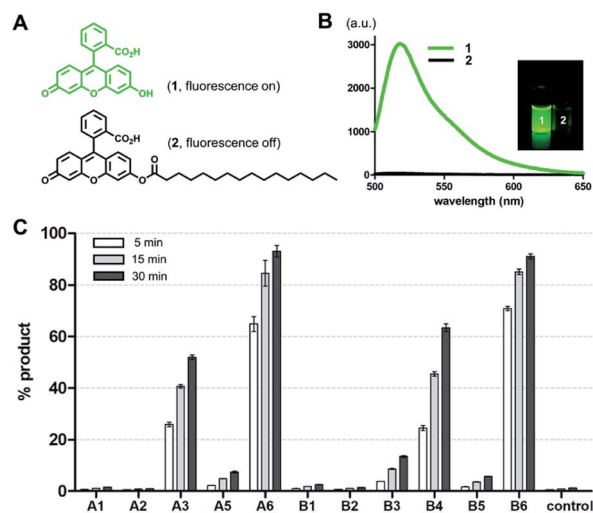 A
CO₂H
O
O
OH
(1, fluorescence on)
CO₂H
(2, fluorescence off)
O
O
O
O
B
(a.u.)
3000
2000
1000
0
1
2
1
2
500
550
600
650
wavelength (nm)
C
5 min
15 min
30 min
% product
100
80
60
40
20
0
A1 A2 A3 A5 A6 B1 B2 B3 B4 B5 B6 control